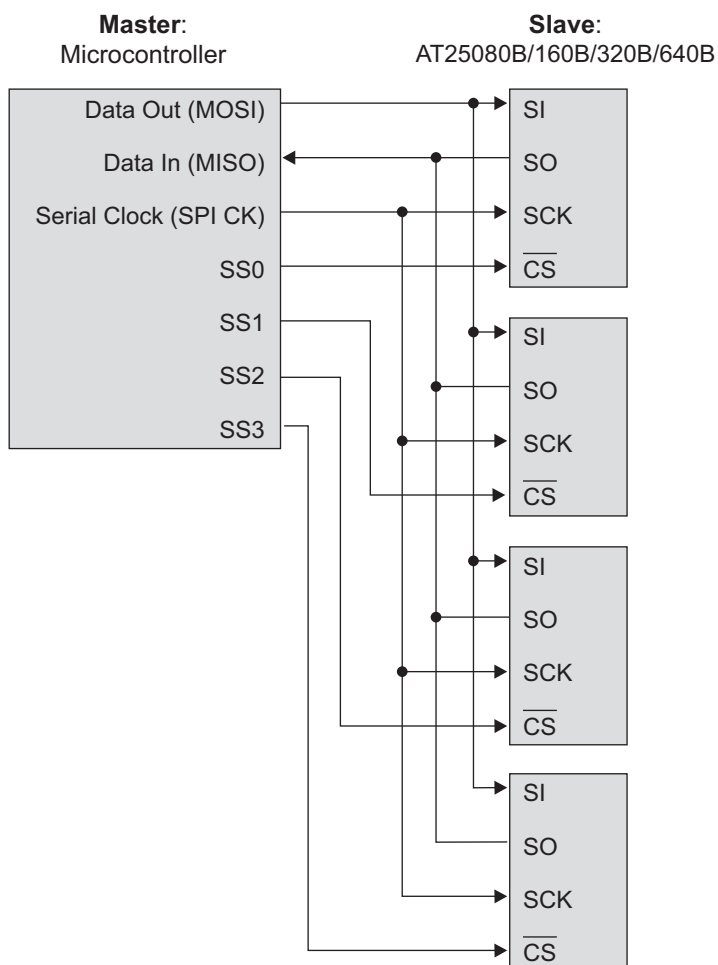 Master:
Microcontroller
Slave:
AT25080B/160B/320B/640B
Data Out (MOSI)
Data In (MISO)
Serial Clock (SPI CK)
SS0
SS1
SS2
SS3
SI
SO
SCK
CS
SI
SO
SCK
CS
SI
SO
SCK
CS
SI
SO
SCK
CS